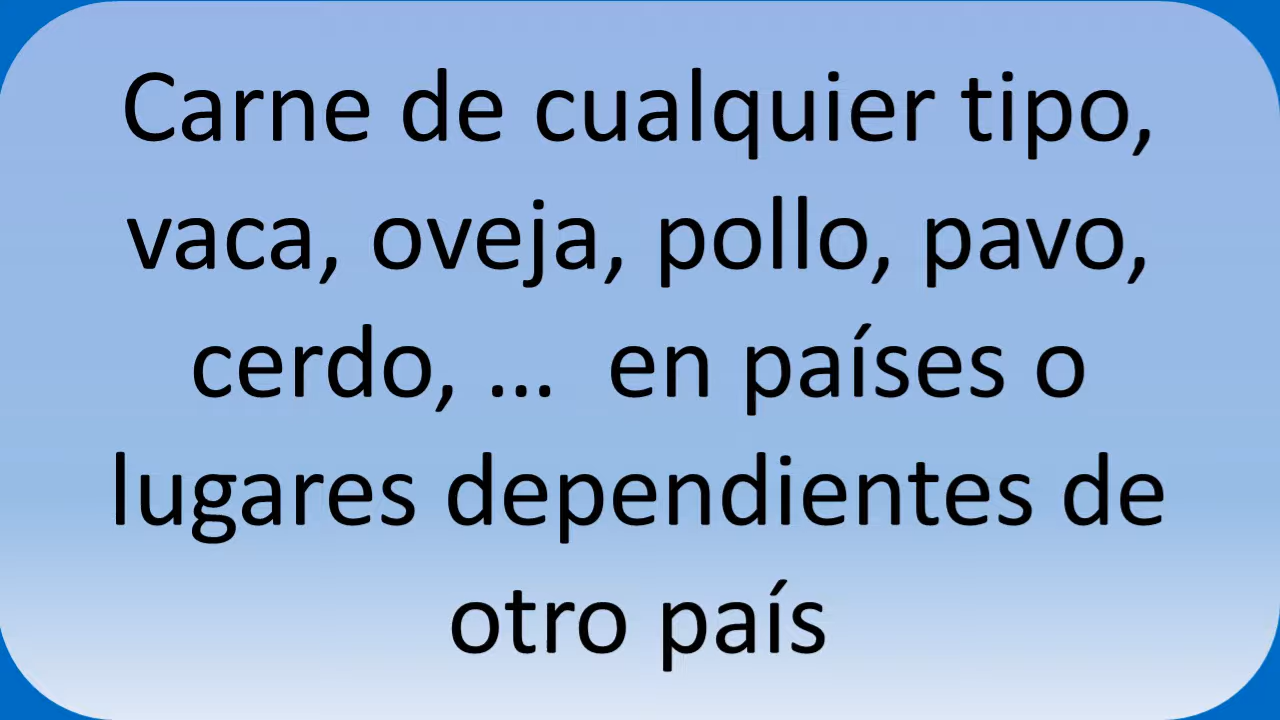 Carne de cualquier tipo,
vaca, oveja, pollo, pavo,
cerdo, ...  en países o
lugares dependientes de
otro país